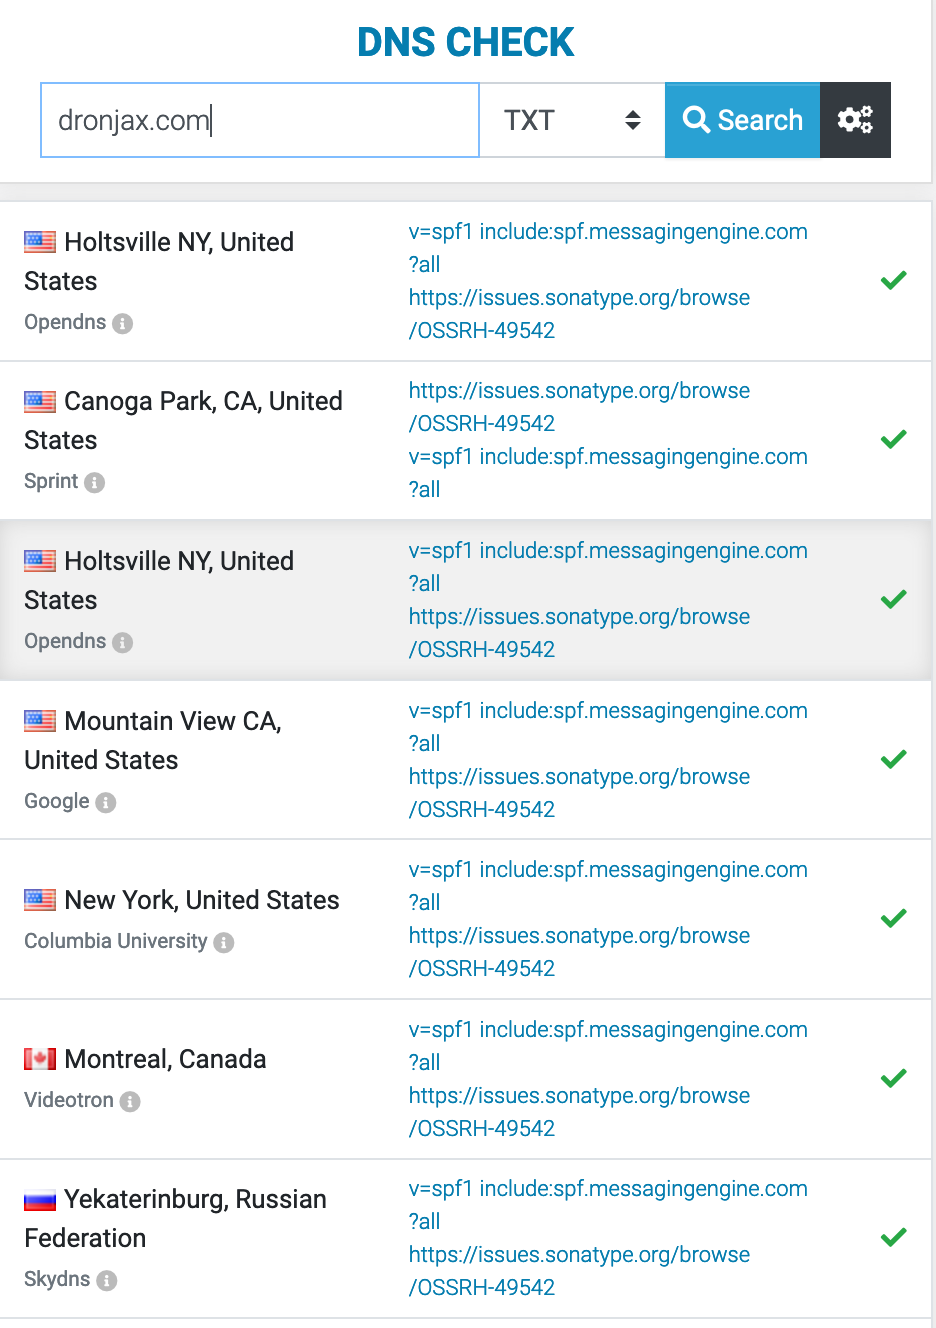 DNS CHECK
dronjax.com
TXT
Search
Holtsville NY, United
States
Opendns
v=spf1 include:spf.messagingengine.com
?all
https://issues.sonatype.org/browse
/OSSRH-49542
Canoga Park, CA, United
States
Sprint
https://issues.sonatype.org/browse
/OSSRH-49542
v=spf1 include:spf.messagingengine.com
?all
Holtsville NY, United
States
Opendns
v=spf1 include:spf.messagingengine.com
?all
https://issues.sonatype.org/browse
/OSSRH-49542
Mountain View CA,
United States
Google
v=spf1 include:spf.messagingengine.com
?all
https://issues.sonatype.org/browse
/OSSRH-49542
New York, United States
Columbia University
v=spf1 include:spf.messagingengine.com
?all
https://issues.sonatype.org/browse
/OSSRH-49542
Montreal, Canada
Videotron
v=spf1 include:spf.messagingengine.com
?all
https://issues.sonatype.org/browse
/OSSRH-49542
Yekaterinburg, Russian
Federation
Skydns
v=spf1 include:spf.messagingengine.com
?all
https://issues.sonatype.org/browse
/OSSRH-49542